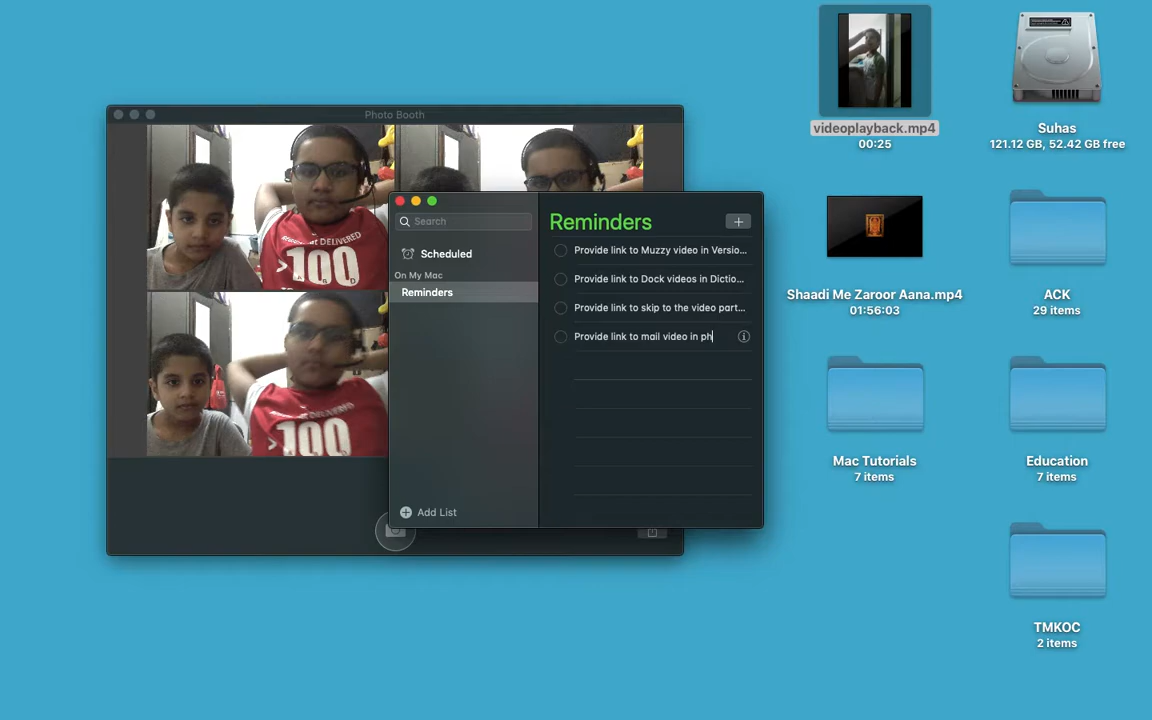 Photo Booth
Search
Scheduled
On My Mac
Reminders
Add List
Reminders
+
Provide link to Muzzy video in Versio...
Provide link to Dock videos in Dictio...
Provide link to skip to the video part...
Provide link to mail video in ph
videoplayback.mp4
00:25
Suhas
121.12 GB, 52.42 GB free
Shaadi Me Zaroor Aana.mp4
01:56:03
ACK
29 items
Mac Tutorials
7 items
Education
7 items
TMKOC
2 items
>100
>100